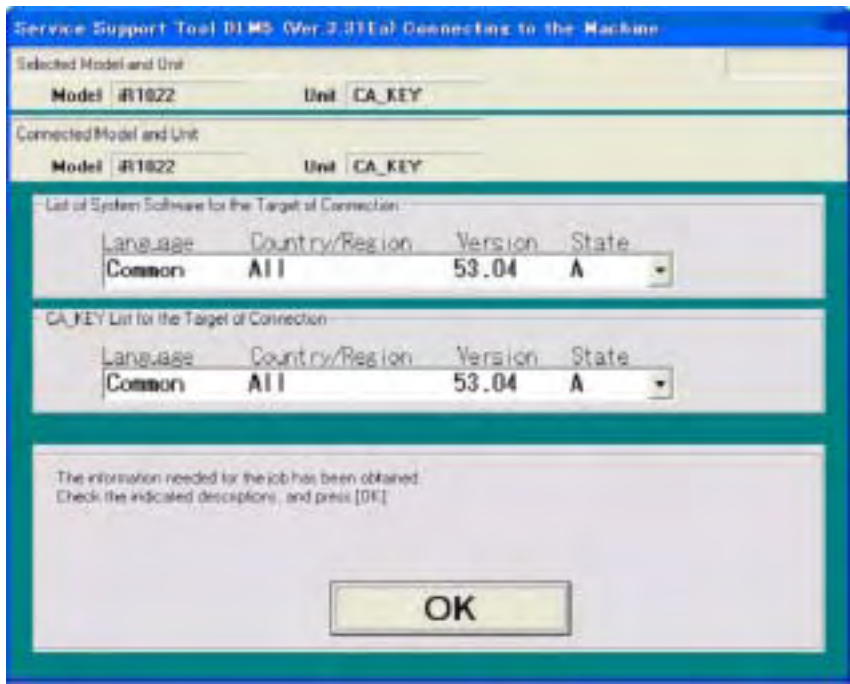 Service Support Tool DLMS (Ver.3.31Ea) Connecting to the Machine
Selected Model and Unit
Model iR1022 Unit CA_KEY
Connected Model and Unit
Model iR1022 Unit CA_KEY
List of System Software for the Target of Connection
Language Country/Region Version State
Common All 53.04 A
CA_KEY List for the Target of Connection
Language Country/Region Version State
Common All 53.04 A
The information needed for the job has been obtained.
Check the indicated descriptions, and press [OK]
OK